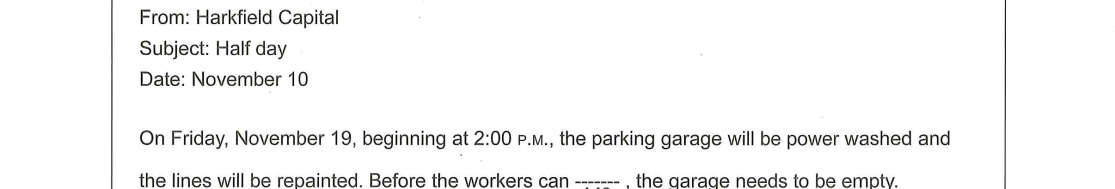 From: Harkfield Capital
Subject: Half day
Date: November 10
On Friday, November 19, beginning at 2:00 P.M., the parking garage will be power washed and
the lines will be repainted. Before the workers can ------- , the garage needs to be empty.